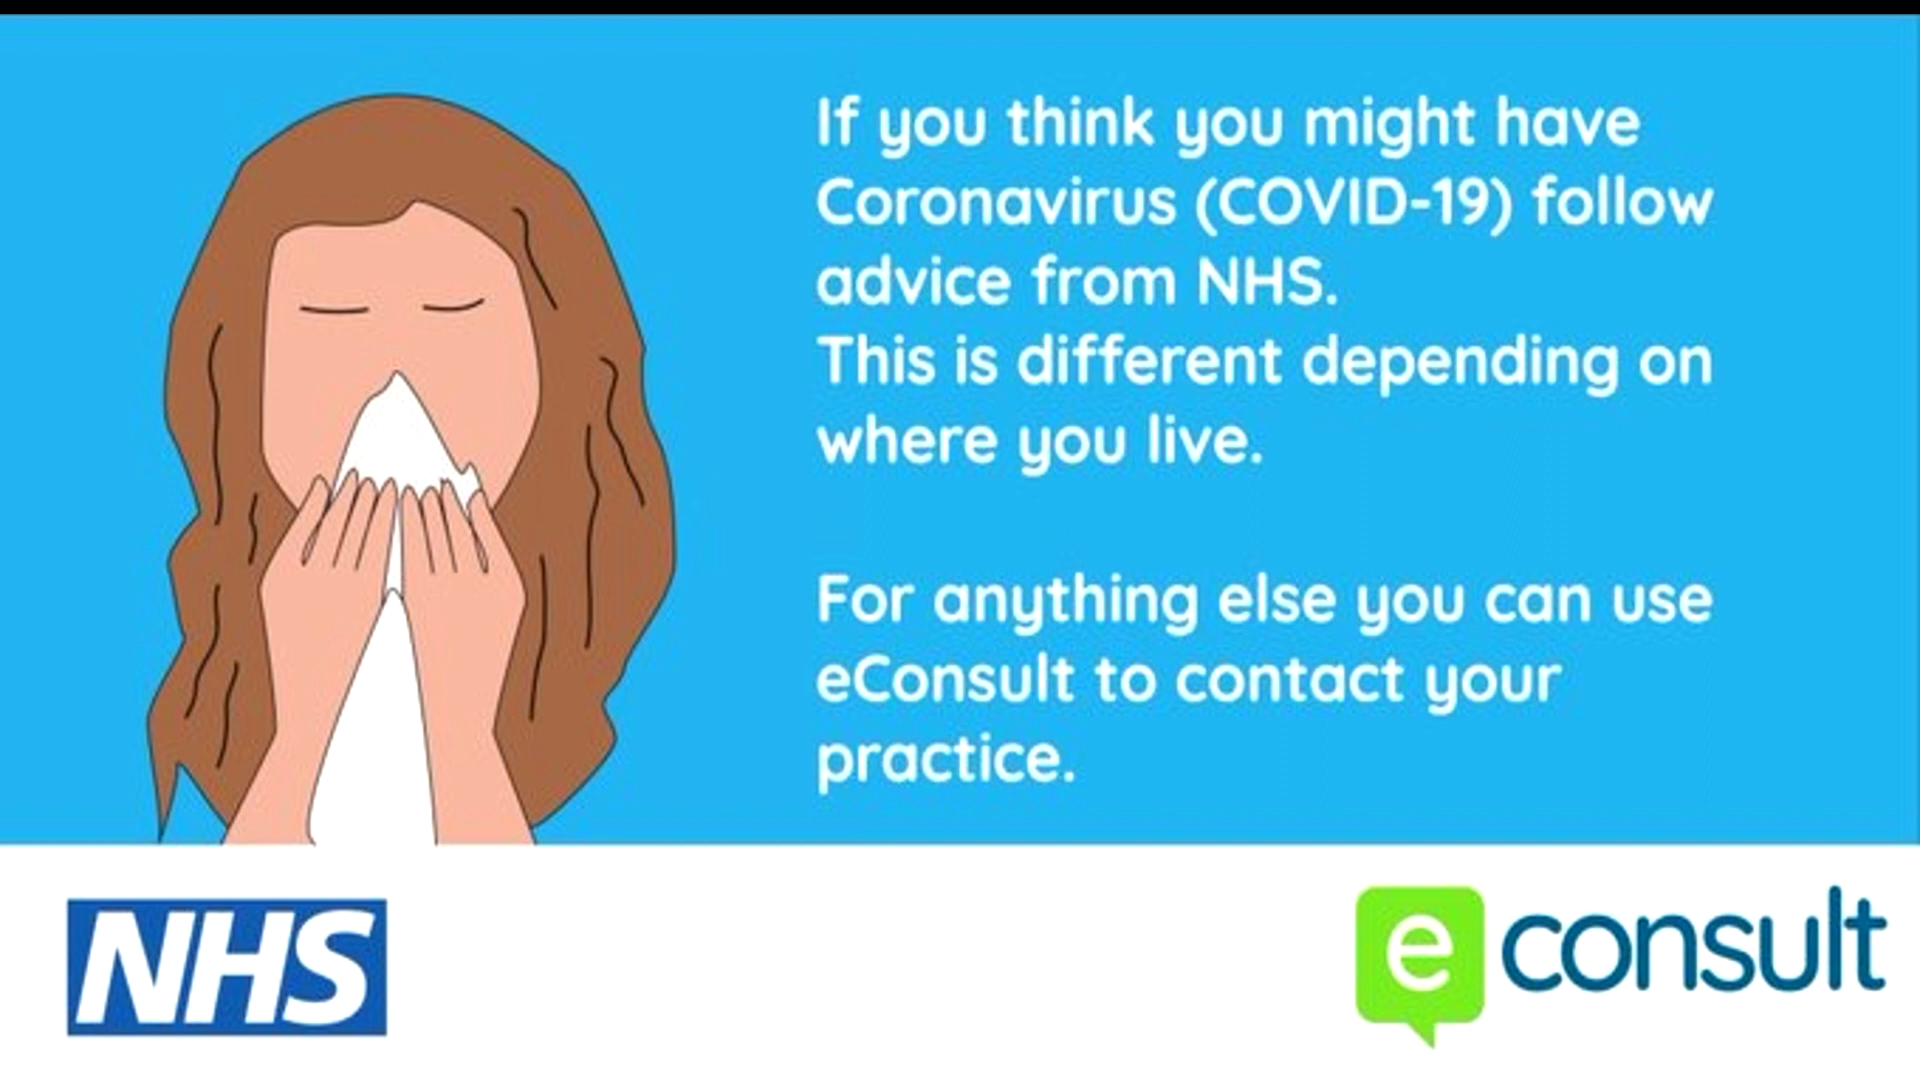 If you think you might have
Coronavirus (COVID-19) follow
advice from NHS.
This is different depending on
where you live.
For anything else you can use
eConsult to contact your
practice.
NHS
e consult